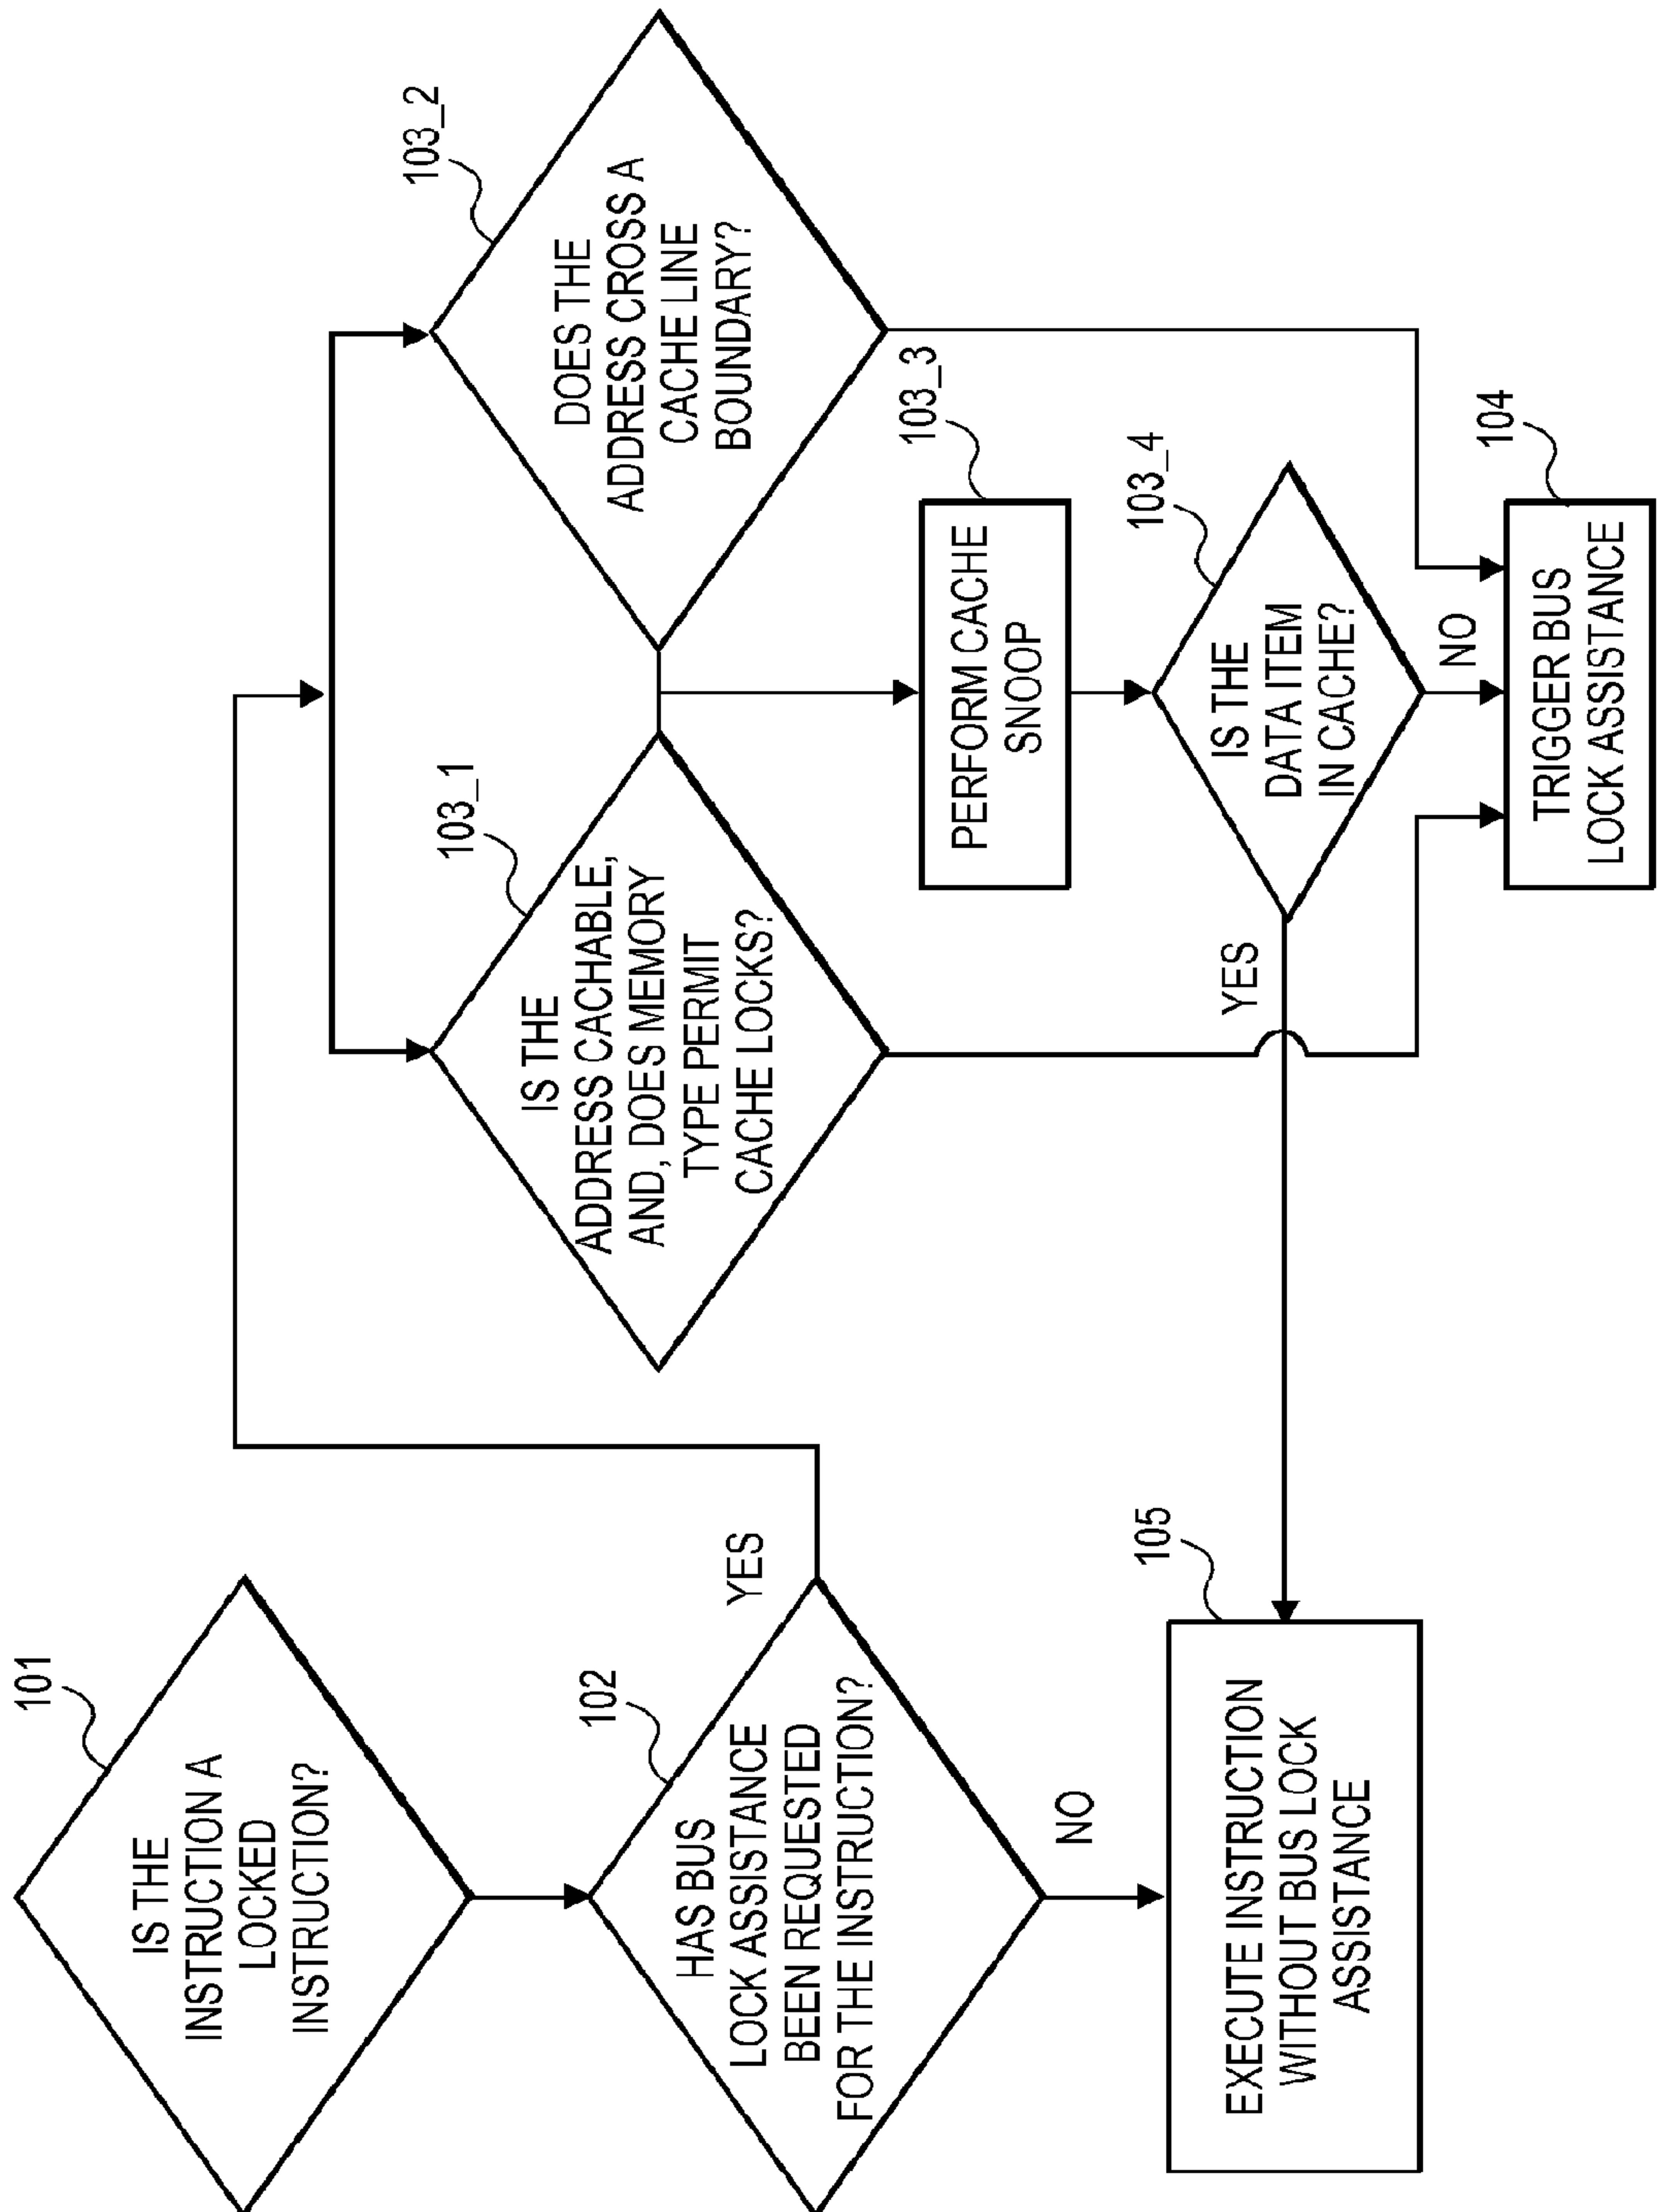 101
IS THE
INSTRUCTION A
LOCKED
INSTRUCTION?
102
HAS BUS
LOCK ASSISTANCE
BEEN REQUESTED
FOR THE INSTRUCTION?
YES
NO
105
EXECUTE INSTRUCTION
WITHOUT BUS LOCK
ASSISTANCE
103_1
IS THE
ADDRESS CACHABLE,
AND, DOES MEMORY
TYPE PERMIT
CACHE LOCKS?
103_2
DOES THE
ADDRESS CROSS A
CACHE LINE
BOUNDARY?
103_3
PERFORM CACHE
SNOOP
103_4
IS THE
DATA ITEM
IN CACHE?
YES
NO
104
TRIGGER BUS
LOCK ASSISTANCE